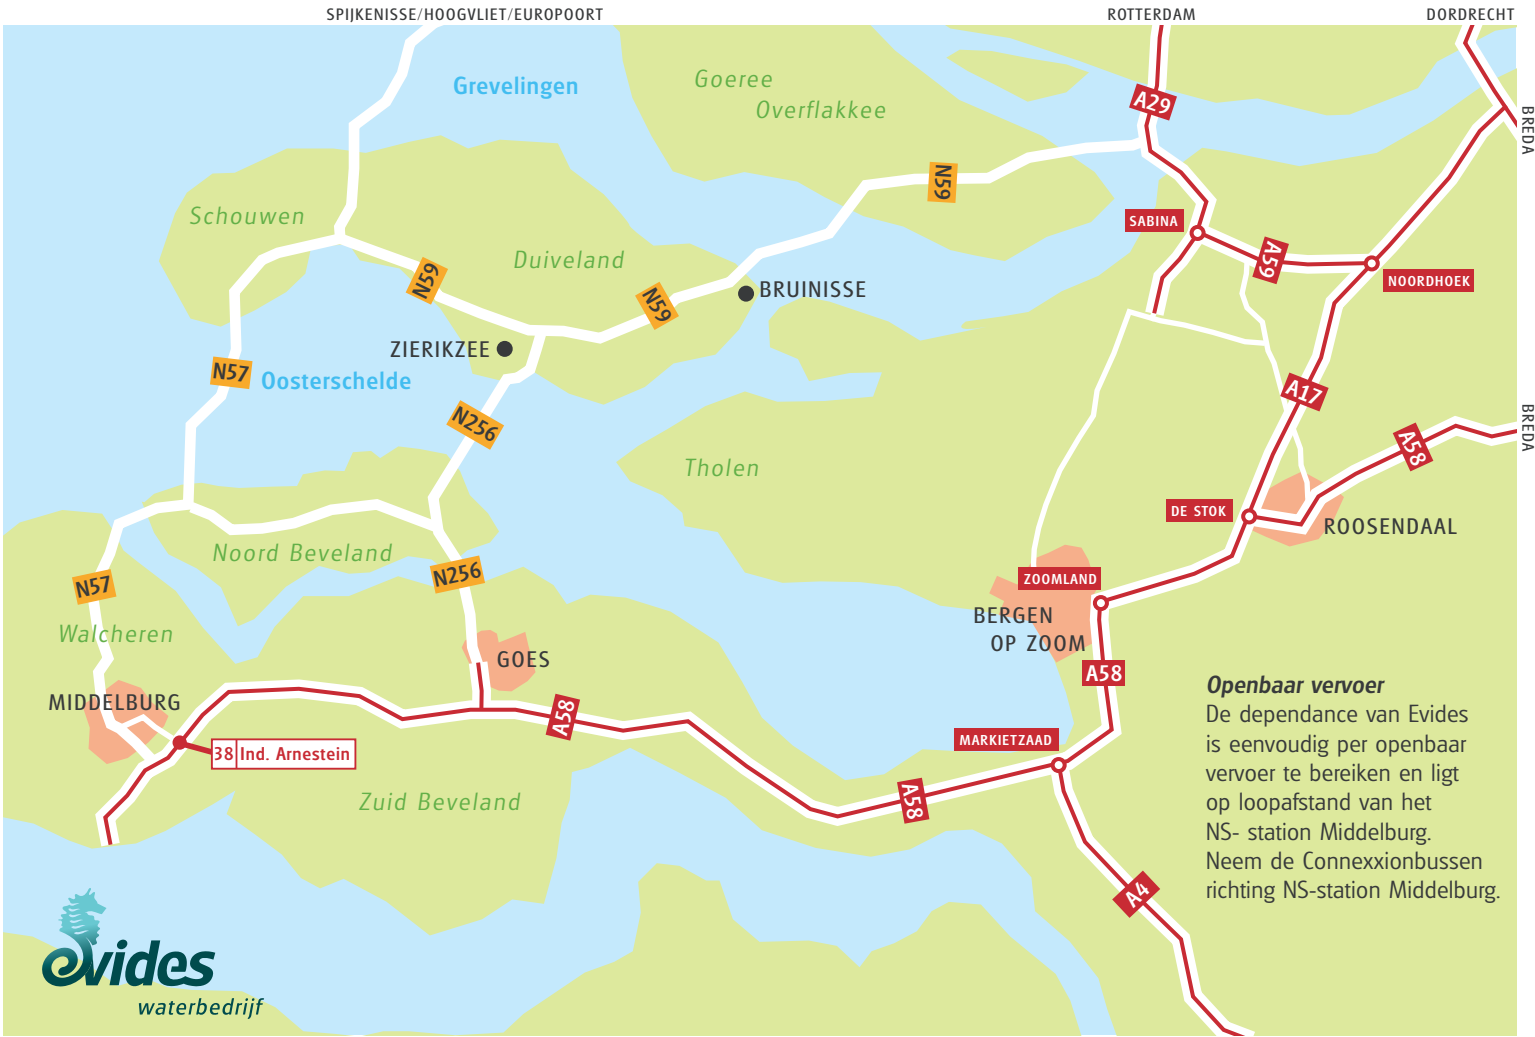 SPIJKENISSE/HOOGVLIET/EUROPOORT
ROTTERDAM
DORDRECHT
BREDA
Grevelingen
Goeree
Overflakkee
A29
N59
Schouwen
SABINA
A59
NOORDHOEK
Duiveland
N59
N59
BRUINISSE
ZIERIKZEE
N57
Oosterschelde
N256
A17
BREDA
A58
Tholen
DE STOK
ROOSENDAAL
Noord Beveland
N256
N57
ZOOMLAND
BERGEN
OP ZOOM
Walcheren
GOES
A58
MIDDELBURG
A58
MARKIETZAAD
38 Ind. Arnestein
Zuid Beveland
A58
A4
Openbaar vervoer
De dependance van Evides
is eenvoudig per openbaar
vervoer te bereiken en ligt
op loopafstand van het
NS- station Middelburg.
Neem de Connexxionbussen
richting NS-station Middelburg.
evides
waterbedrijf